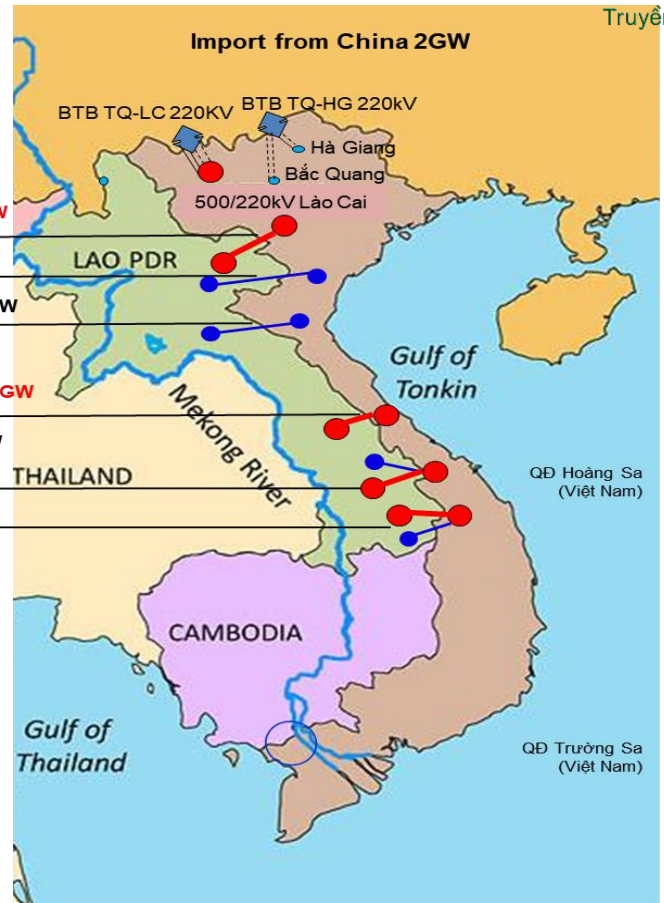 Truyề
Import from China 2GW
BTB TQ-LC 220KV
BTB TQ-HG 220kV
Hà Giang
Bắc Quang
500/220kV Lào Cai
W
LAO PDR
W
Gulf of
Tonkin
GW
Mekong River
THAILAND
QĐ Hoàng Sa
(Việt Nam)
CAMBODIA
Gulf of
Thailand
QĐ Trường Sa
(Việt Nam)